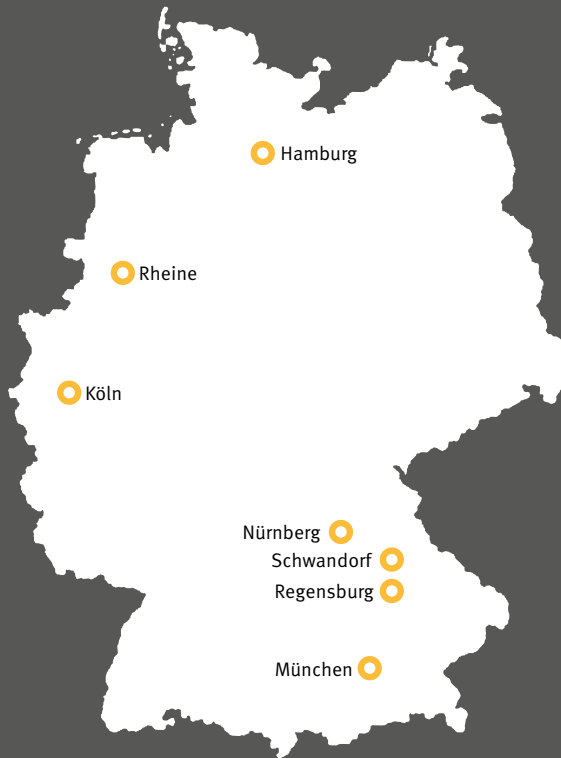 Hamburg
Rheine
Köln
Nürnberg
Schwandorf
Regensburg
München